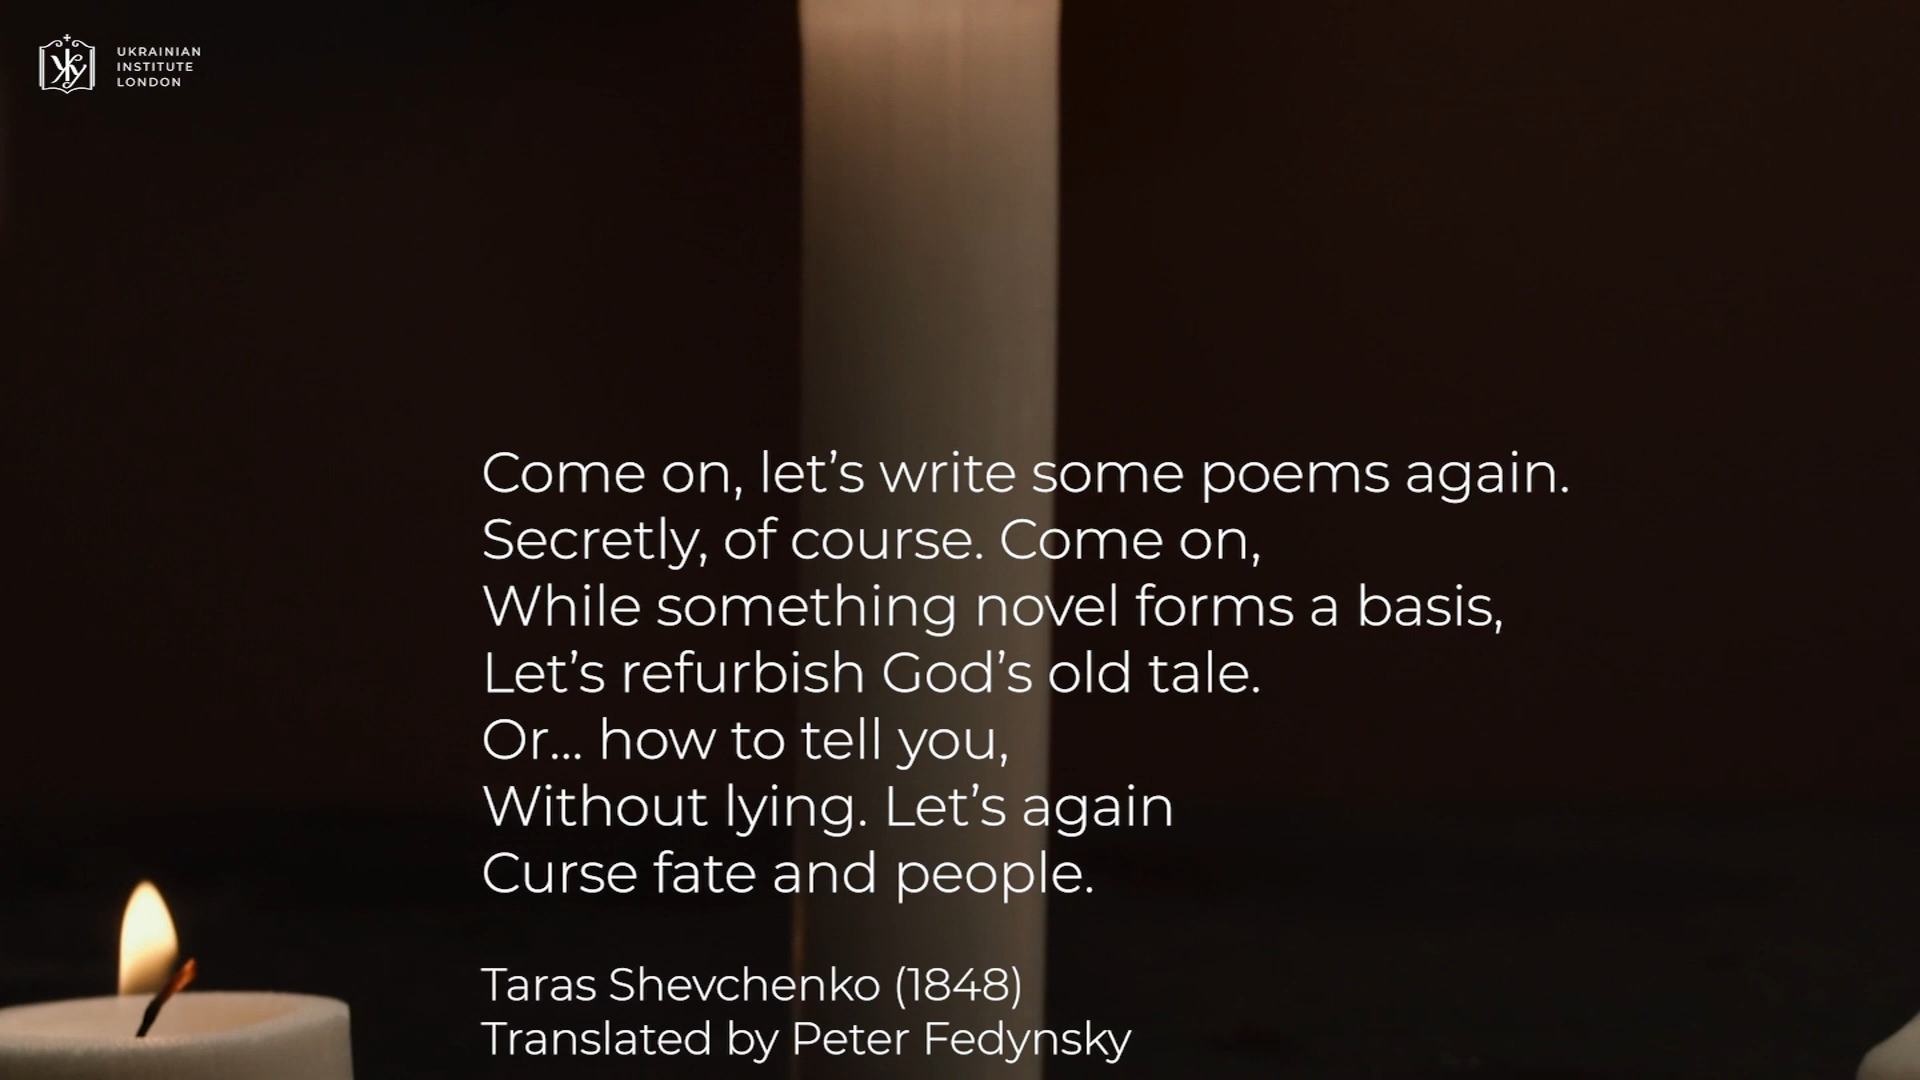 UKRAINIAN
INSTITUTE
LONDON
Come on, let’s write some poems again.
Secretly, of course. Come on,
While something novel forms a basis,
Let’s refurbish God’s old tale.
Or... how to tell you,
Without lying. Let’s again
Curse fate and people.
Taras Shevchenko (1848)
Translated by Peter Fedynsky